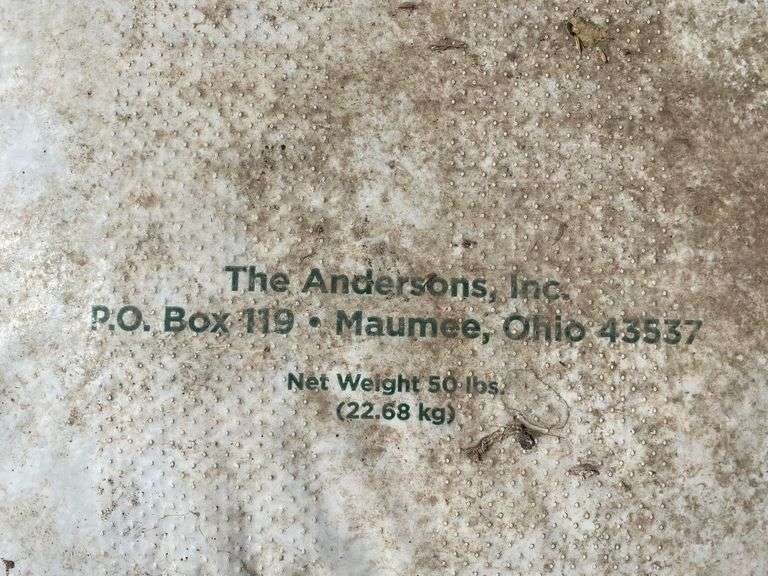 The Andersons, Inc.
P.O. Box 119 • Maumee, Ohio 43537
Net Weight 50 lbs.
(22.68 kg)